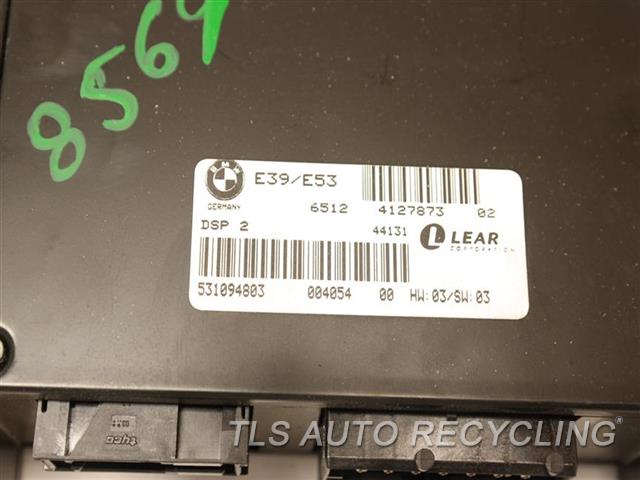 8569
BMW
GERMANY
E39/E53
6512 4127873 02
DSP 2
44131
LEAR
CORPORATION
531094803 004054 00 HW:03/SW:03
tyco
TLS AUTO RECYCLING®